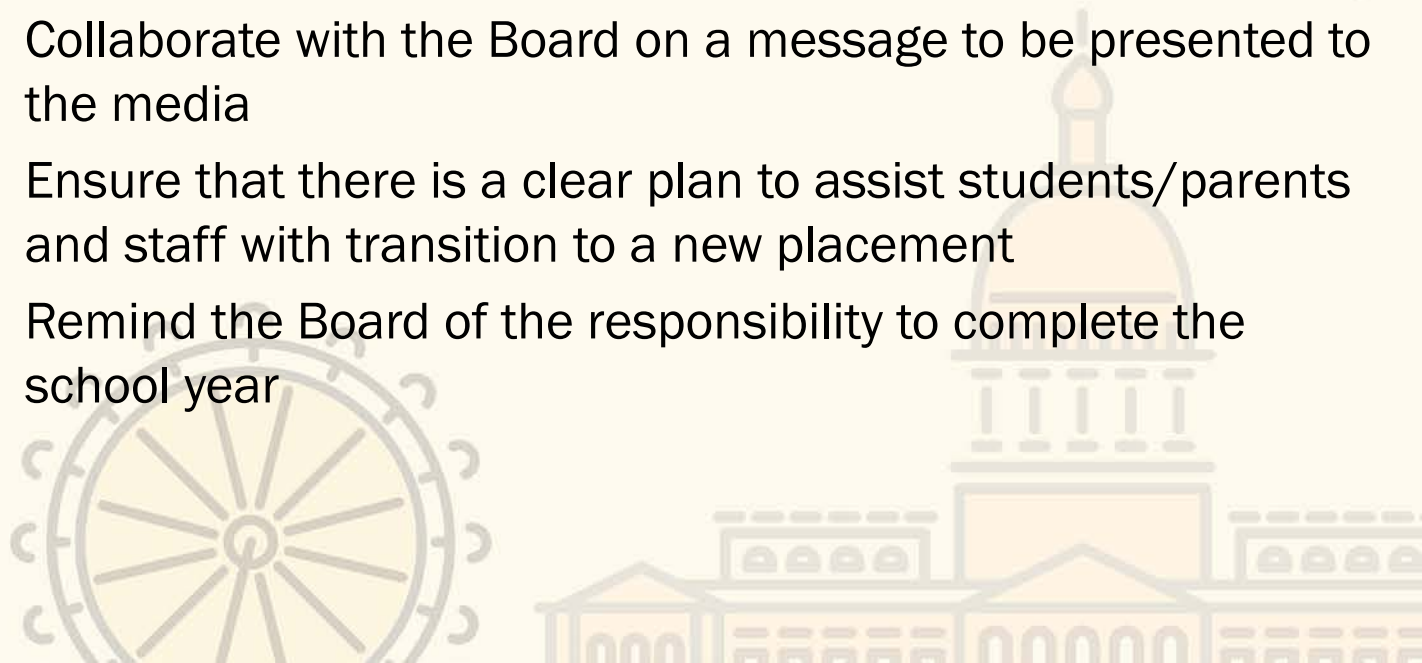 Collaborate with the Board on a message to be presented to
the media
Ensure that there is a clear plan to assist students/parents
and staff with transition to a new placement
Remind the Board of the responsibility to complete the
school year